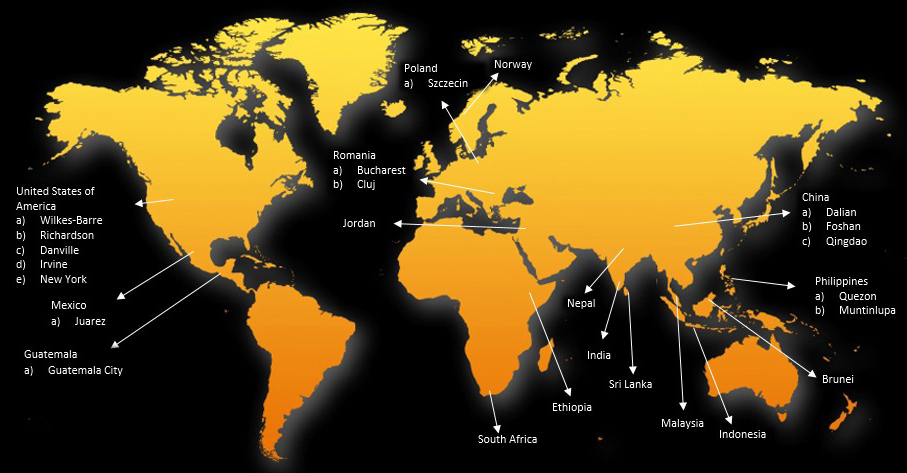 Norway
Poland
a) Szczecin
Romania
a) Bucharest
b) Cluj
Jordan
United States of
America
a) Wilkes-Barre
b) Richardson
c) Danville
d) Irvine
e) New York
Mexico
a) Juarez
Guatemala
a) Guatemala City
China
a) Dalian
b) Foshan
c) Qingdao
Philippines
a) Quezon
b) Muntinlupa
Nepal
India
Sri Lanka
Brunei
Ethiopia
Malaysia
Indonesia
South Africa